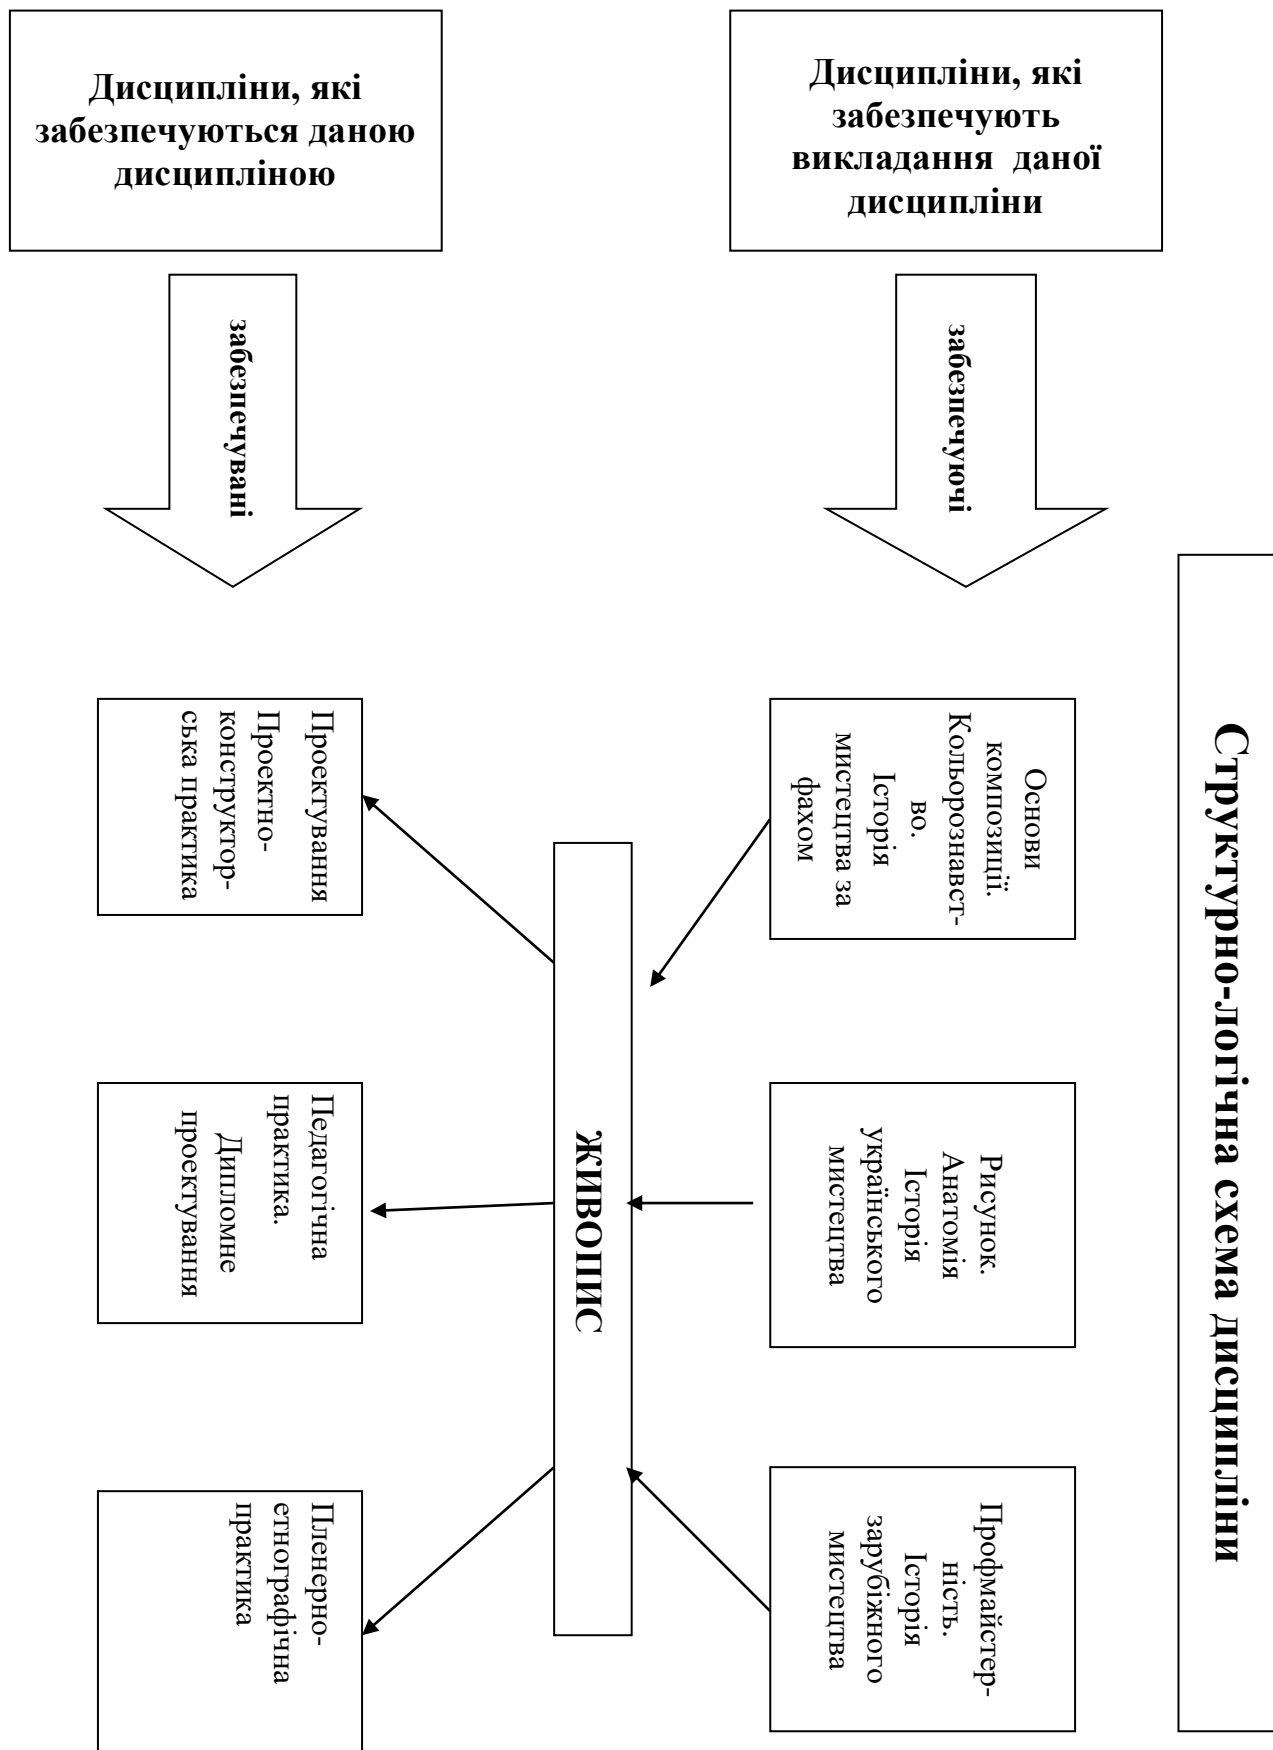 Структурно-логічна схема дисципліни
Дисципліни, які
забезпечують
викладання даної
дисципліни
забезпечуючі
Основи
композиції.
Кольорознавст-
во.
Історія
мистецтва за
фахом
Рисунок.
Анатомія
Історія
українського
мистецтва
Профмайстер-
ність.
Історія
зарубіжного
мистецтва
ЖИВОПИС
Дисципліни, які
забезпечуються даною
дисципліною
забезпечувані
Проектування
Проектно-
конструктор-
ська практика
Педагогічна
практика.
Дипломне
проектування
Пленерно-
етнографічна
практика